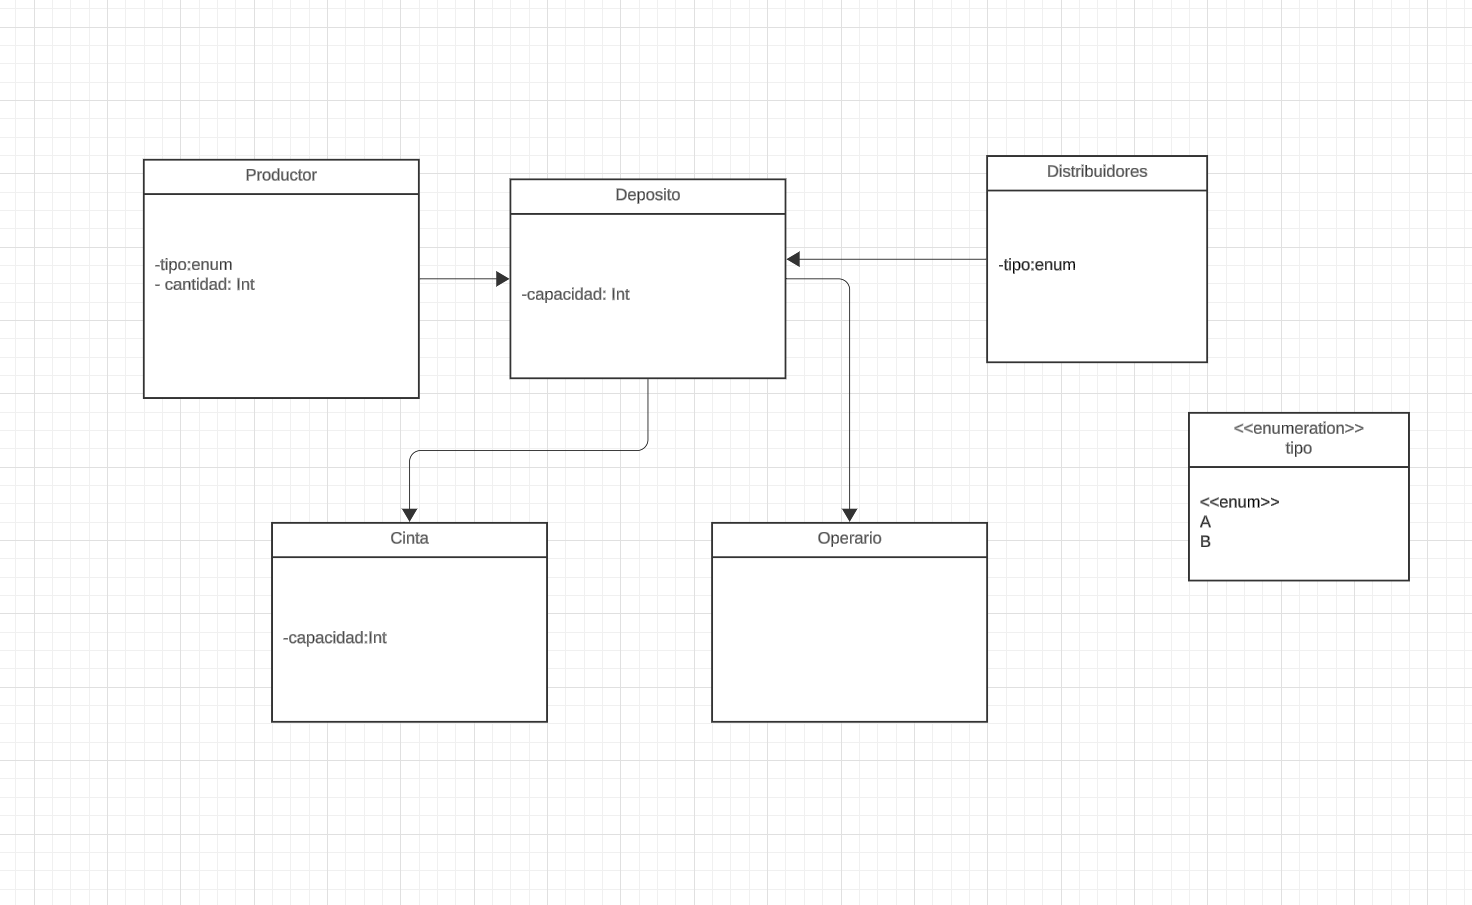 Productor
-tipo:enum
- cantidad: Int
Deposito
-capacidad: Int
Distribuidores
-tipo:enum
<<enumeration>>
tipo
<<enum>>
A
B
Cinta
-capacidad:Int
Operario